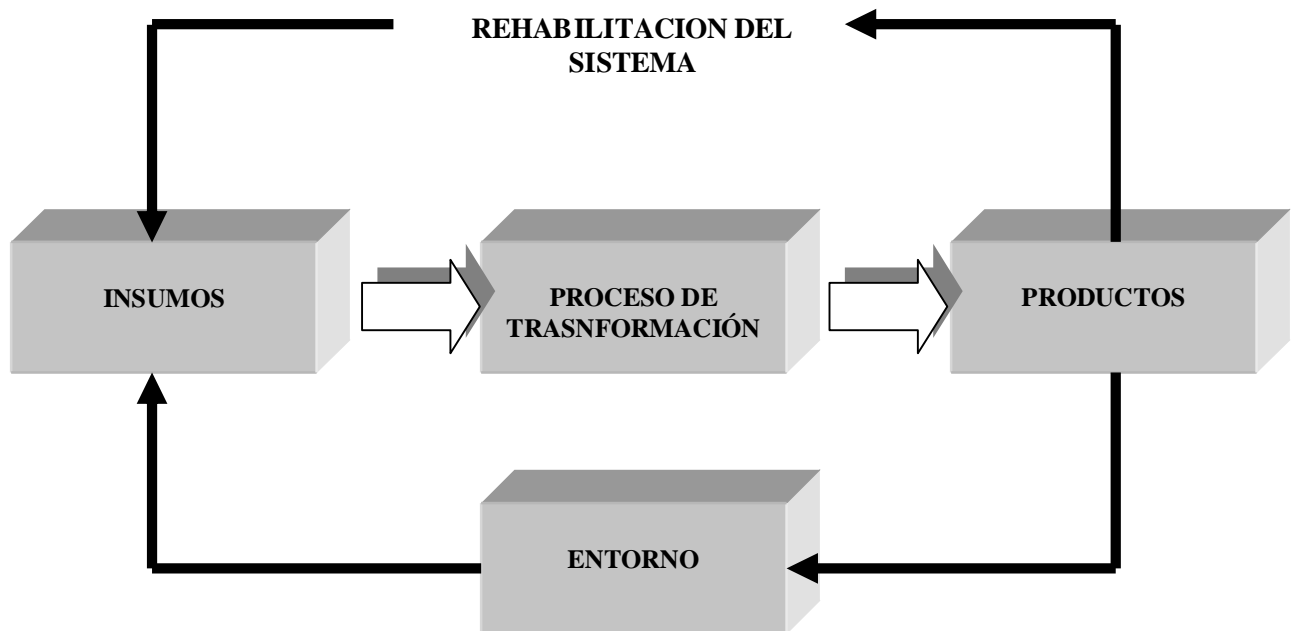 REHABILITACION DEL
SISTEMA
INSUMOS
PROCESO DE
TRASNFORMACIÓN
PRODUCTOS
ENTORNO